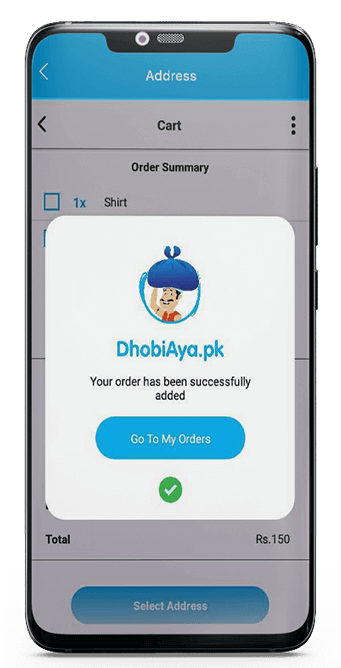 Address
Cart
Order Summary
1x Shirt
DhobiAya.pk
Your order has been successfully
added
Go To My Orders
Total Rs.150
Select Address